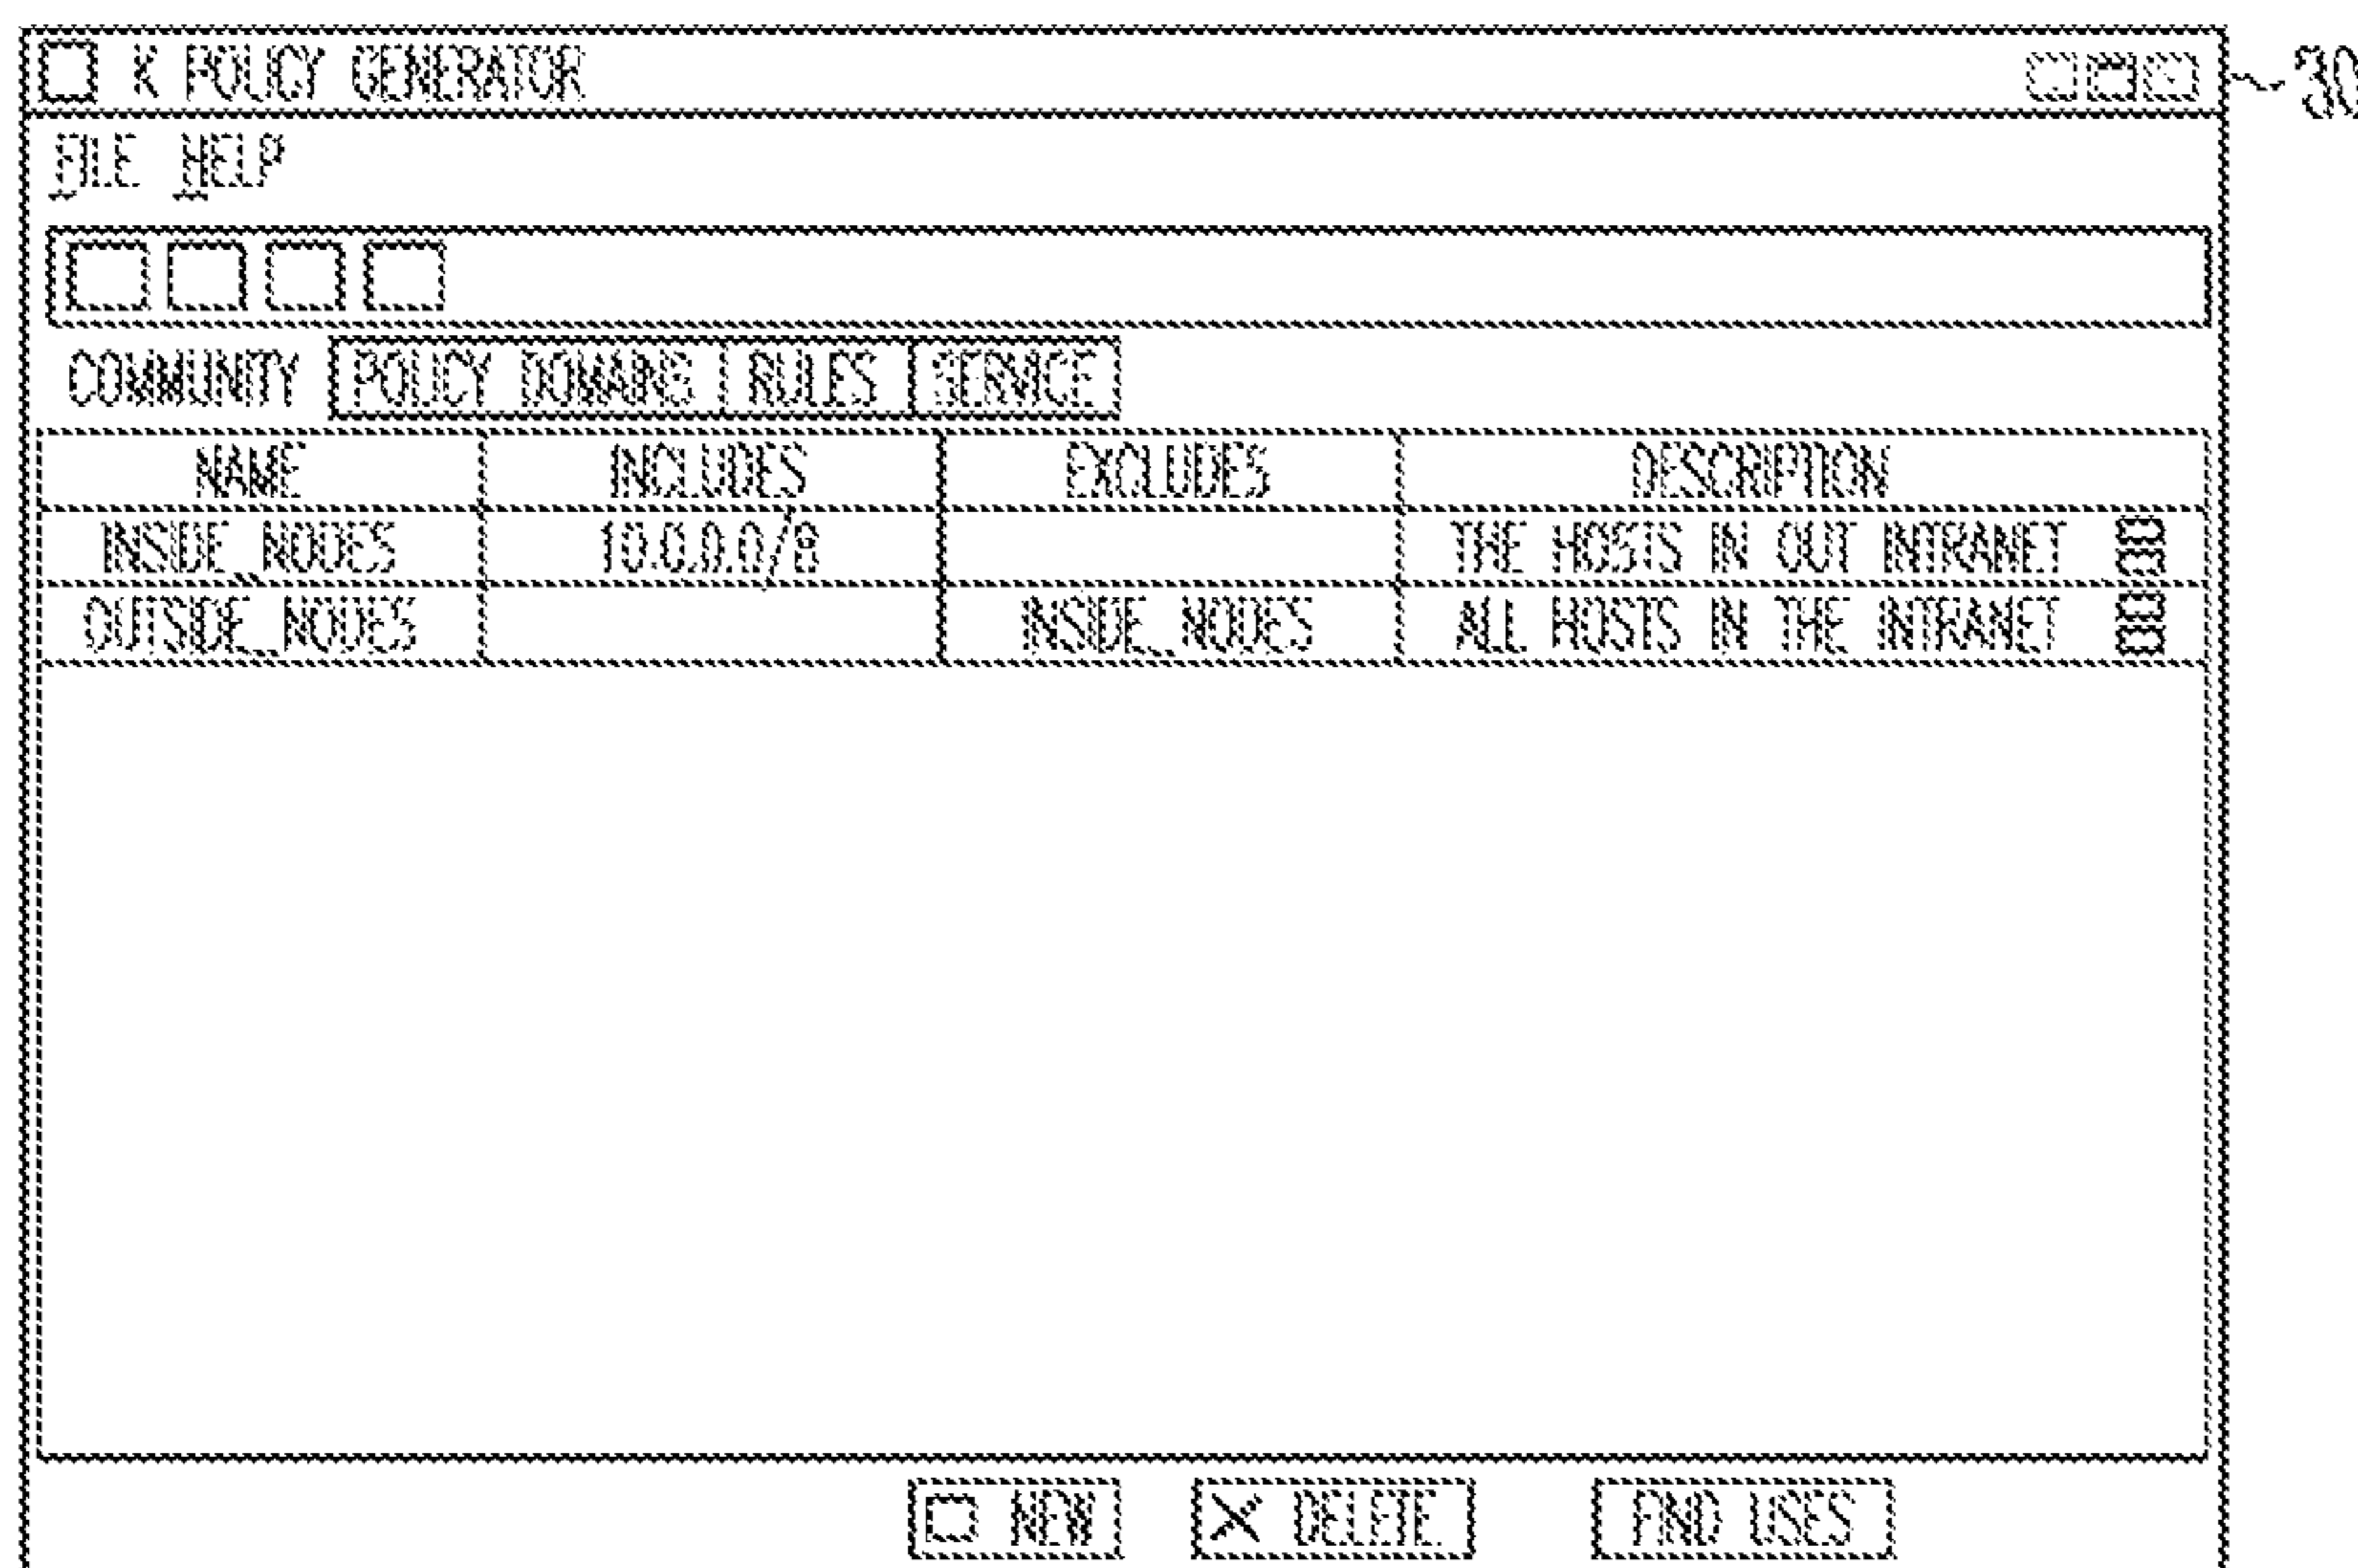 K POLICY GENERATOR
30
FILE HELP
COMMUNITY POLICY DOMAINS RULES SERVICE
NAME INCLUDES EXCLUDES DESCRIPTION
INSIDE_NODES 10.0.0.0/8 THE HOSTS IN OUT INTRANET
OUTSIDE_NODES INSIDE_NODES ALL HOSTS IN THE INTRANET
NEW DELETE FIND USES